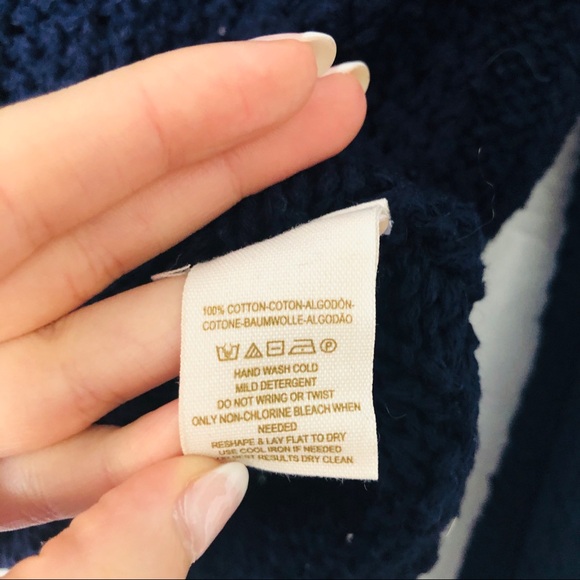 100% COTTON-COTON-ALGODÓN-
COTONE-BAUMWOLLE-ALGODÃO
P
HAND WASH COLD
MILD DETERGENT
DO NOT WRING OR TWIST
ONLY NON-CHLORINE BLEACH WHEN
NEEDED
RESHAPE & LAY FLAT TO DRY
USE COOL IRON IF NEEDED
RESULTS DRY CLEAN